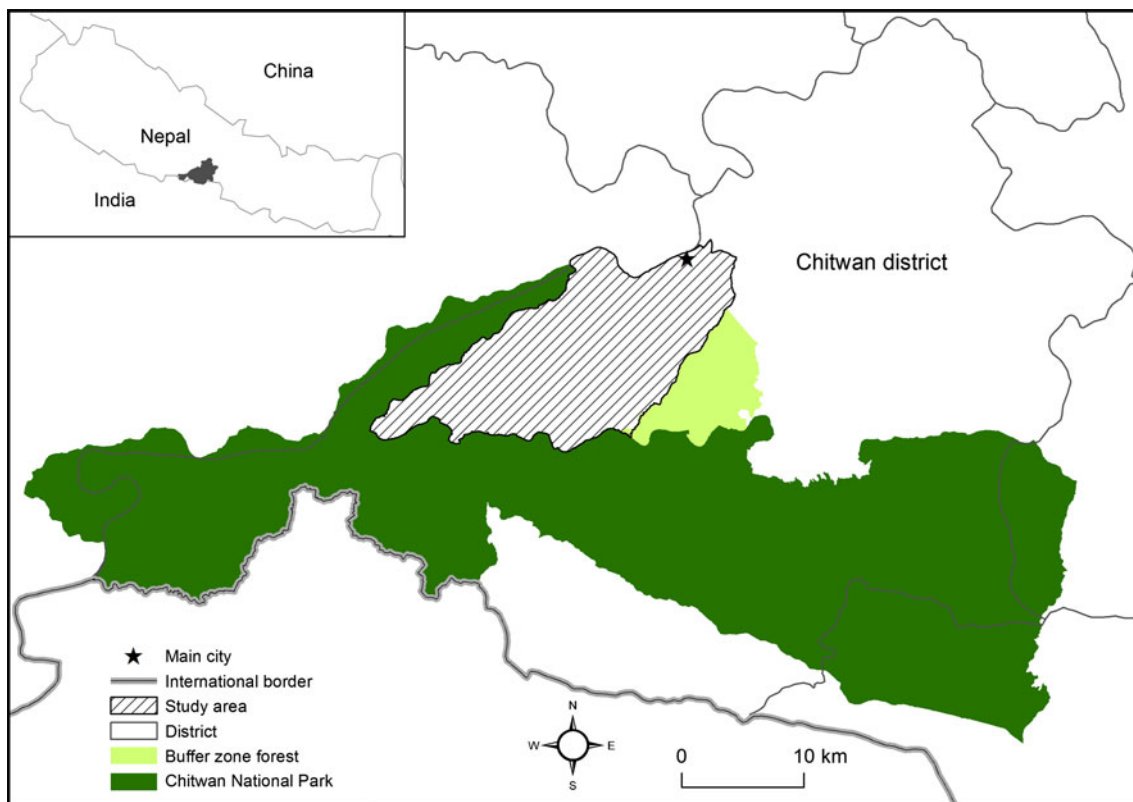 China
Nepal
India
Chitwan district
Main city
International border
Study area
District
Buffer zone forest
Chitwan National Park
N
W E
S
0 10 km